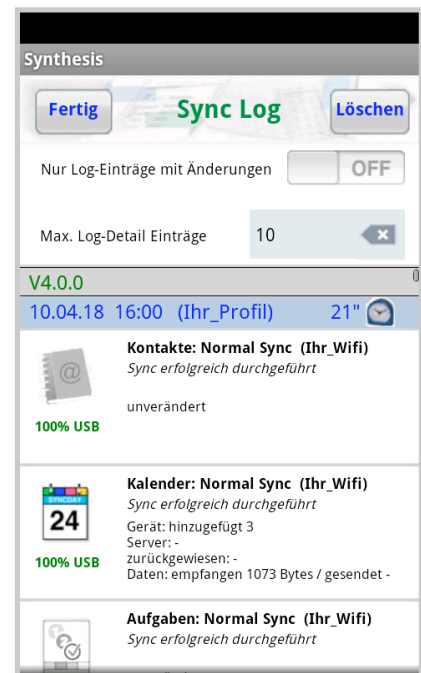 Synthesis
Fertig Sync Log Löschen
Nur Log-Einträge mit Änderungen OFF
Max. Log-Detail Einträge 10
V4.0.0 0
10.04.18 16:00 (Ihr_Profil) 21"
Kontakte: Normal Sync (Ihr_Wifi)
Sync erfolgreich durchgeführt
@
unverändert
100% USB
Kalender: Normal Sync (Ihr_Wifi)
Sync erfolgreich durchgeführt
SYNCDAY
24
Gerät: hinzugefügt 3
Server: -
zurückgewiesen: -
100% USB
Daten: empfangen 1073 Bytes / gesendet -
Aufgaben: Normal Sync (Ihr_Wifi)
Sync erfolgreich durchgeführt